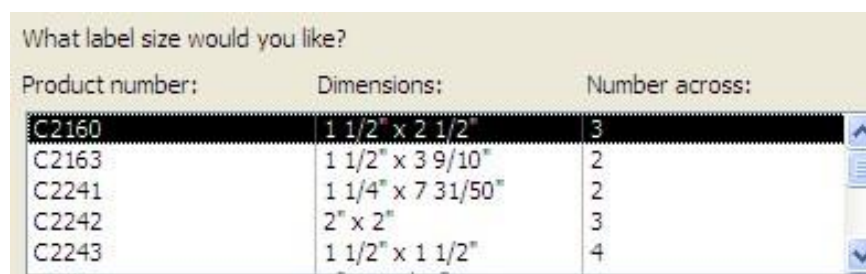 What label size would you like?
Product number: Dimensions: Number across:
C2160 1 1/2" x 2 1/2" 3
C2163 1 1/2" x 3 9/10" 2
C2241 1 1/4" x 7 31/50" 2
C2242 2" x 2" 3
C2243 1 1/2" x 1 1/2" 4